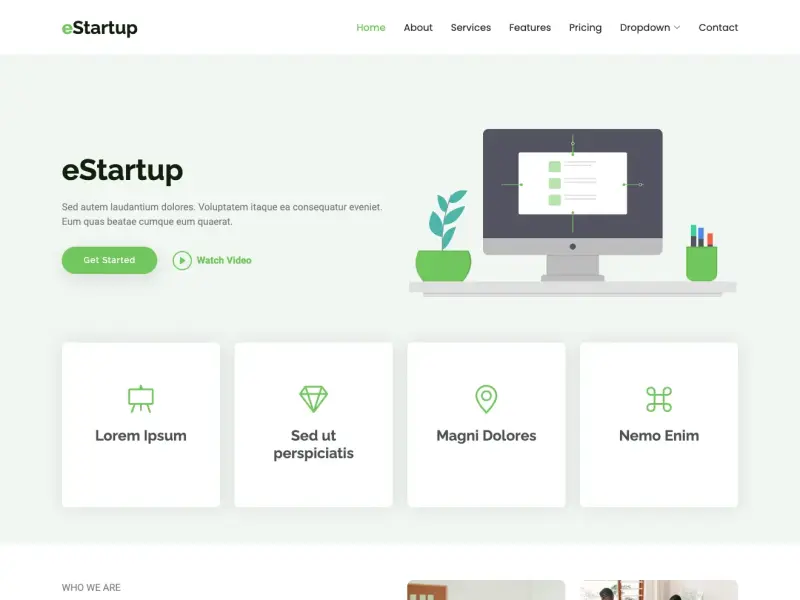 eStartup
Home About Services Features Pricing Dropdown Contact
eStartup
Sed autem laudantium dolores. Voluptatem itaque ea consequatur eveniet.
Eum quas beatae cumque eum quaerat.
Get Started Watch Video
Lorem Ipsum
Sed ut
perspiciatis
Magni Dolores
Nemo Enim
WHO WE ARE